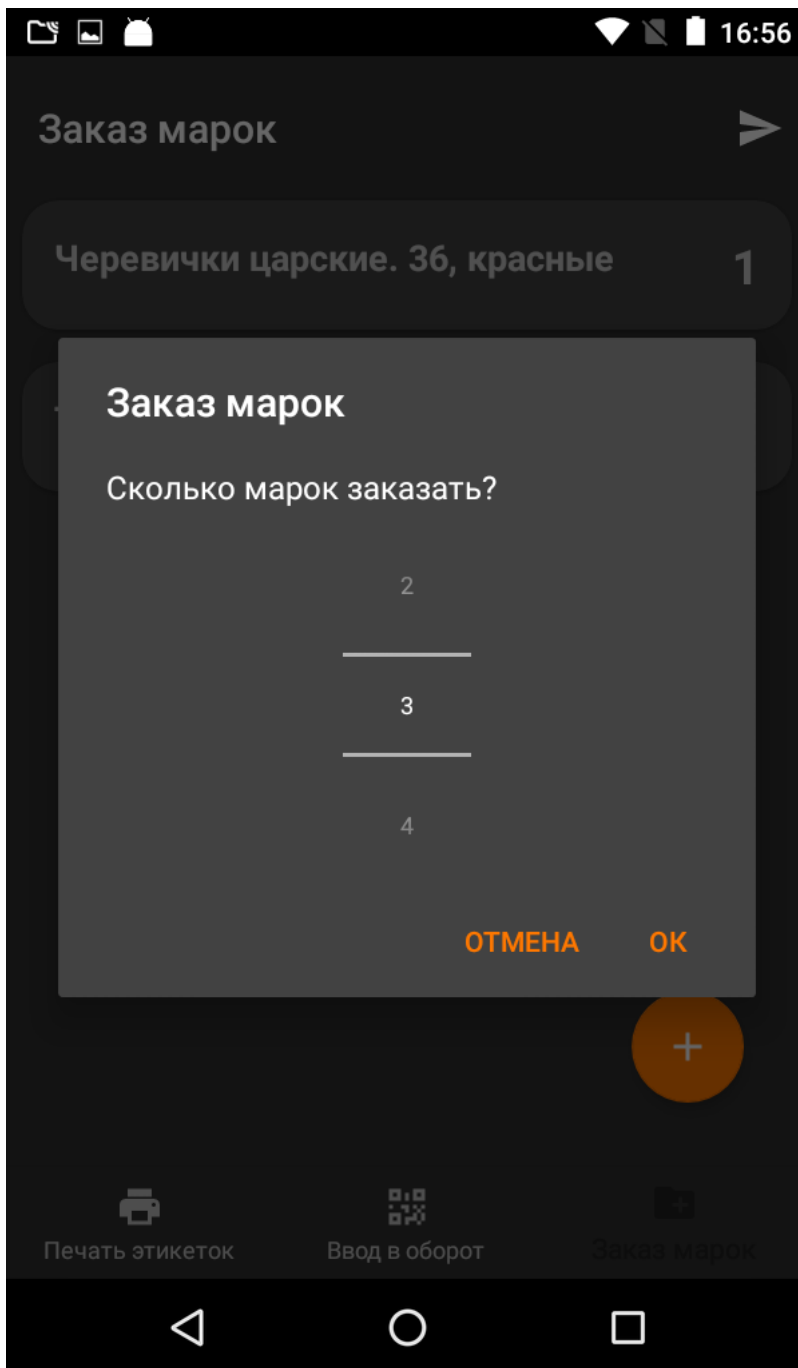 16:56
Заказ марок
Черевички царские. 36, красные
1
Заказ марок
Сколько марок заказать?
2
3
4
ОТМЕНА
ОК
+
Печать этикеток
Ввод в оборот
Заказ марок